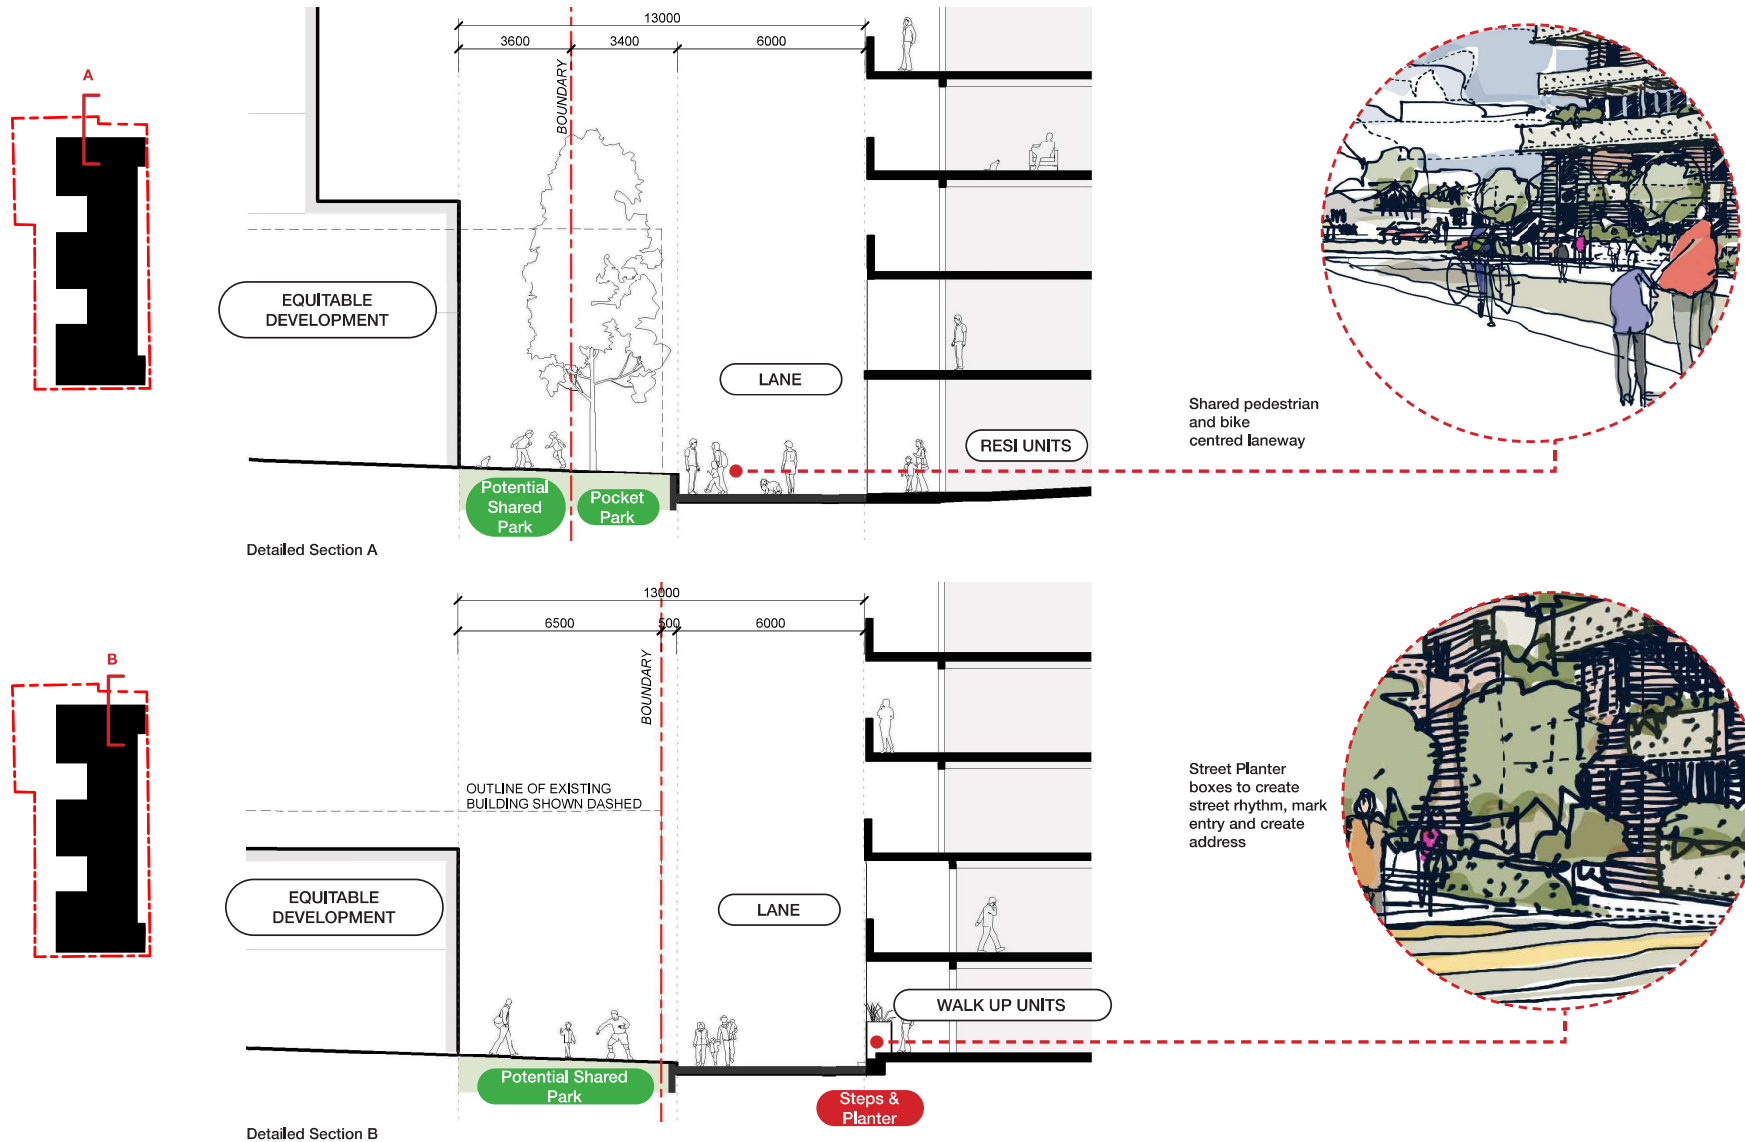 13000
3600
3400
6000
A
BOUNDARY
EQUITABLE
DEVELOPMENT
LANE
Shared pedestrian
and bike
centred laneway
RESI UNITS
Potential
Shared
Park
Pocket
Park
Detailed Section A
13000
6500
500
6000
B
BOUNDARY
OUTLINE OF EXISTING
BUILDING SHOWN DASHED
Street Planter
boxes to create
street rhythm, mark
entry and create
address
EQUITABLE
DEVELOPMENT
LANE
WALK UP UNITS
Potential Shared
Park
Steps &
Planter
Detailed Section B